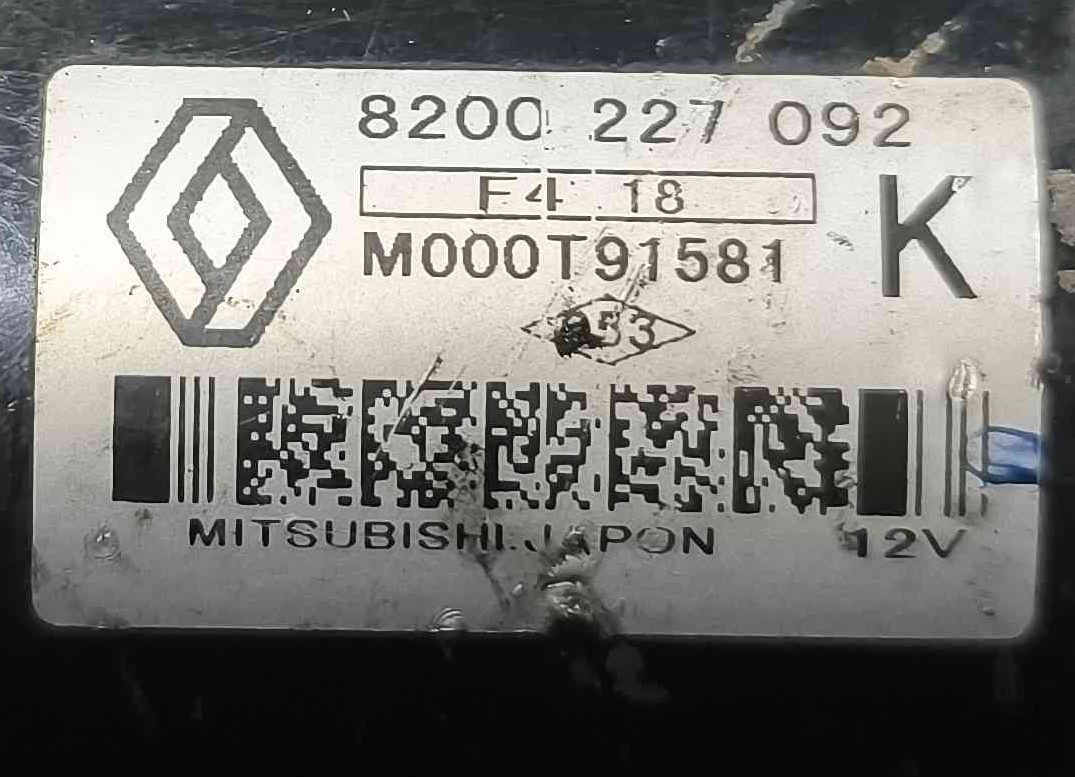 8200 227 092
F4 18
K
M000T91581
MITSUBISHI.JAPON 12V